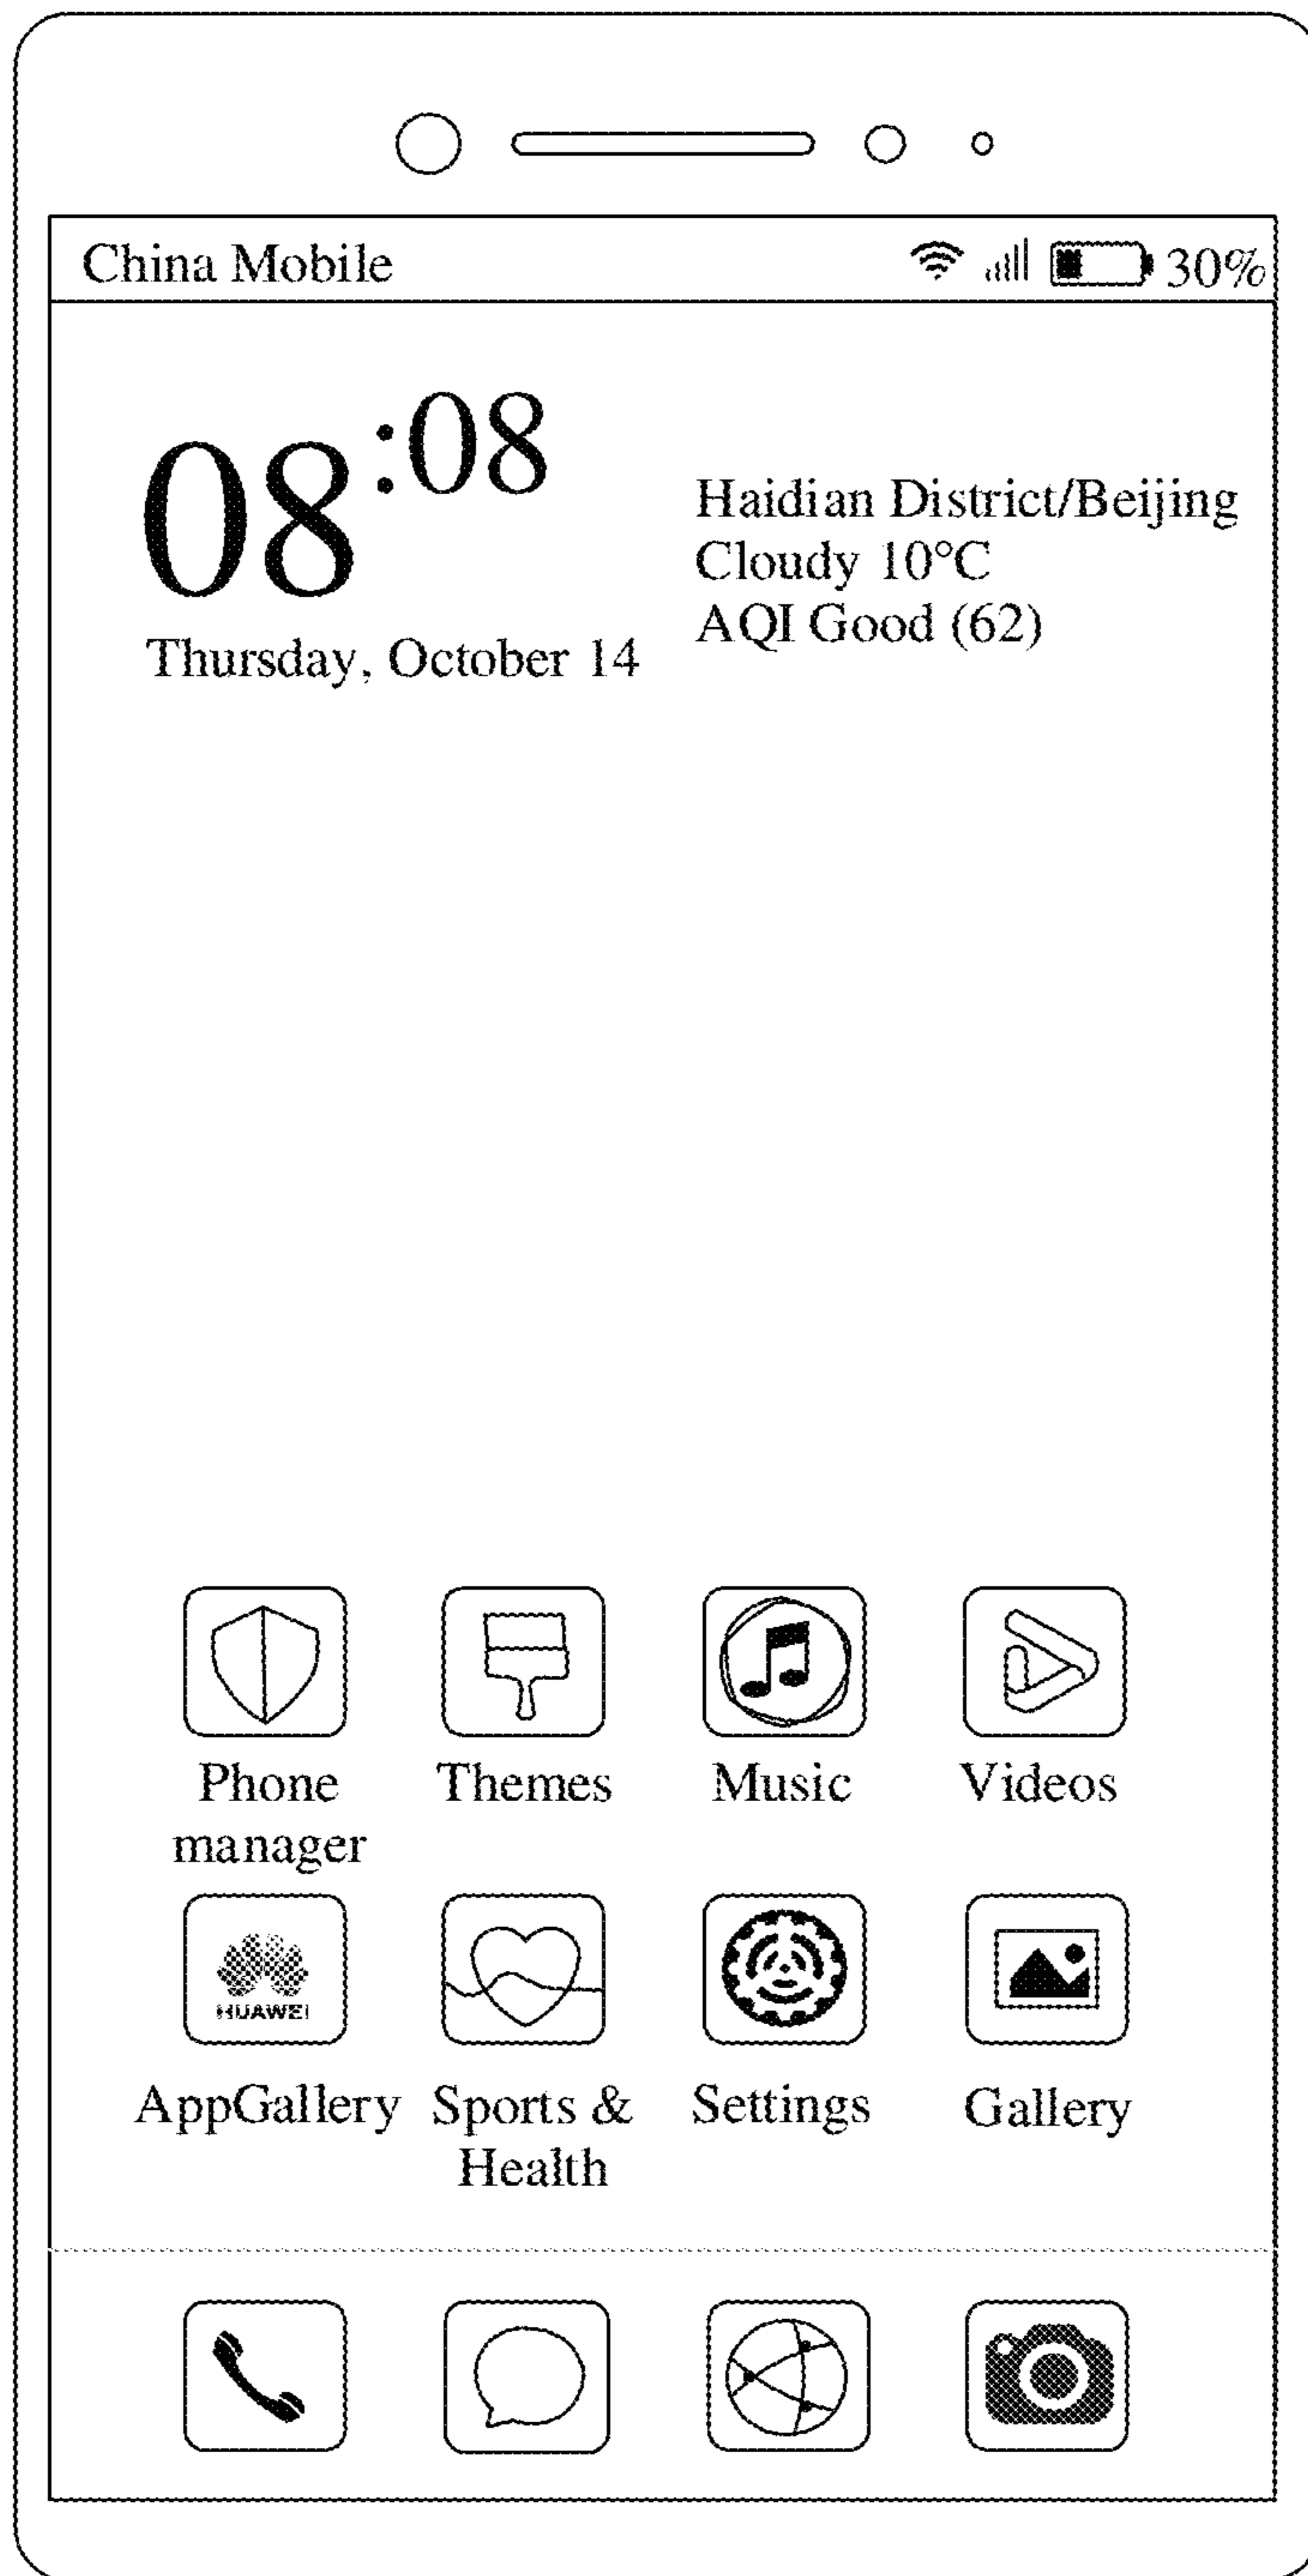 China Mobile 30%
08:08
Haidian District/Beijing
Cloudy 10°C
AQI Good (62)
Thursday, October 14
Phone manager
Themes
Music
Videos
HUAWEI
AppGallery
Sports & Health
Settings
Gallery